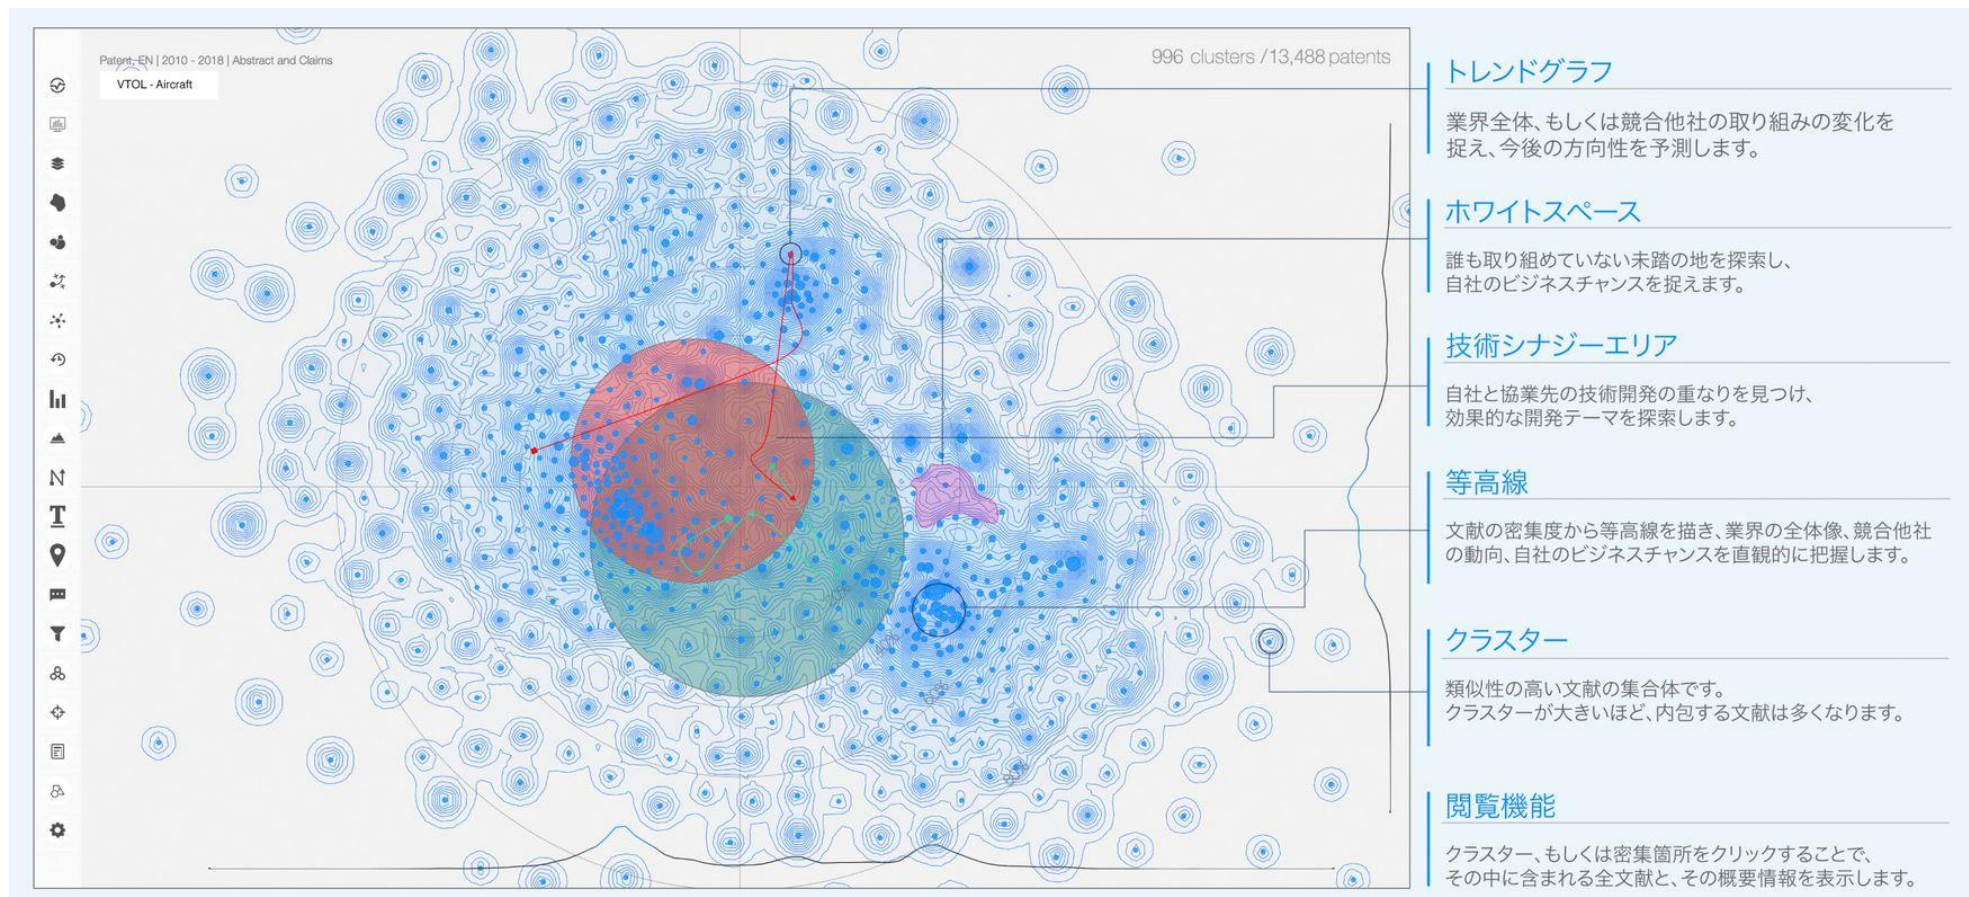 Patent, EN | 2010 - 2018 | Abstract and Claims
VTOL - Aircraft
996 clusters / 13,488 patents
40%
60%
80%
トレンドグラフ
業界全体、もしくは競合他社の取り組みの変化を
捉え、今後の方向性を予測します。
ホワイトスペース
誰も取り組めていない未踏の地を探索し、
自社のビジネスチャンスを捉えます。
技術シナジーエリア
自社と協業先の技術開発の重なりを見つけ、
効果的な開発テーマを探索します。
等高線
文献の密集度から等高線を描き、業界の全体像、競合他社
の動向、自社のビジネスチャンスを直観的に把握します。
クラスター
類似性の高い文献の集合体です。
クラスターが大きいほど、内包する文献は多くなります。
閲覧機能
クラスター、もしくは密集箇所をクリックすることで、
その中に含まれる全文献と、その概要情報を表示します。